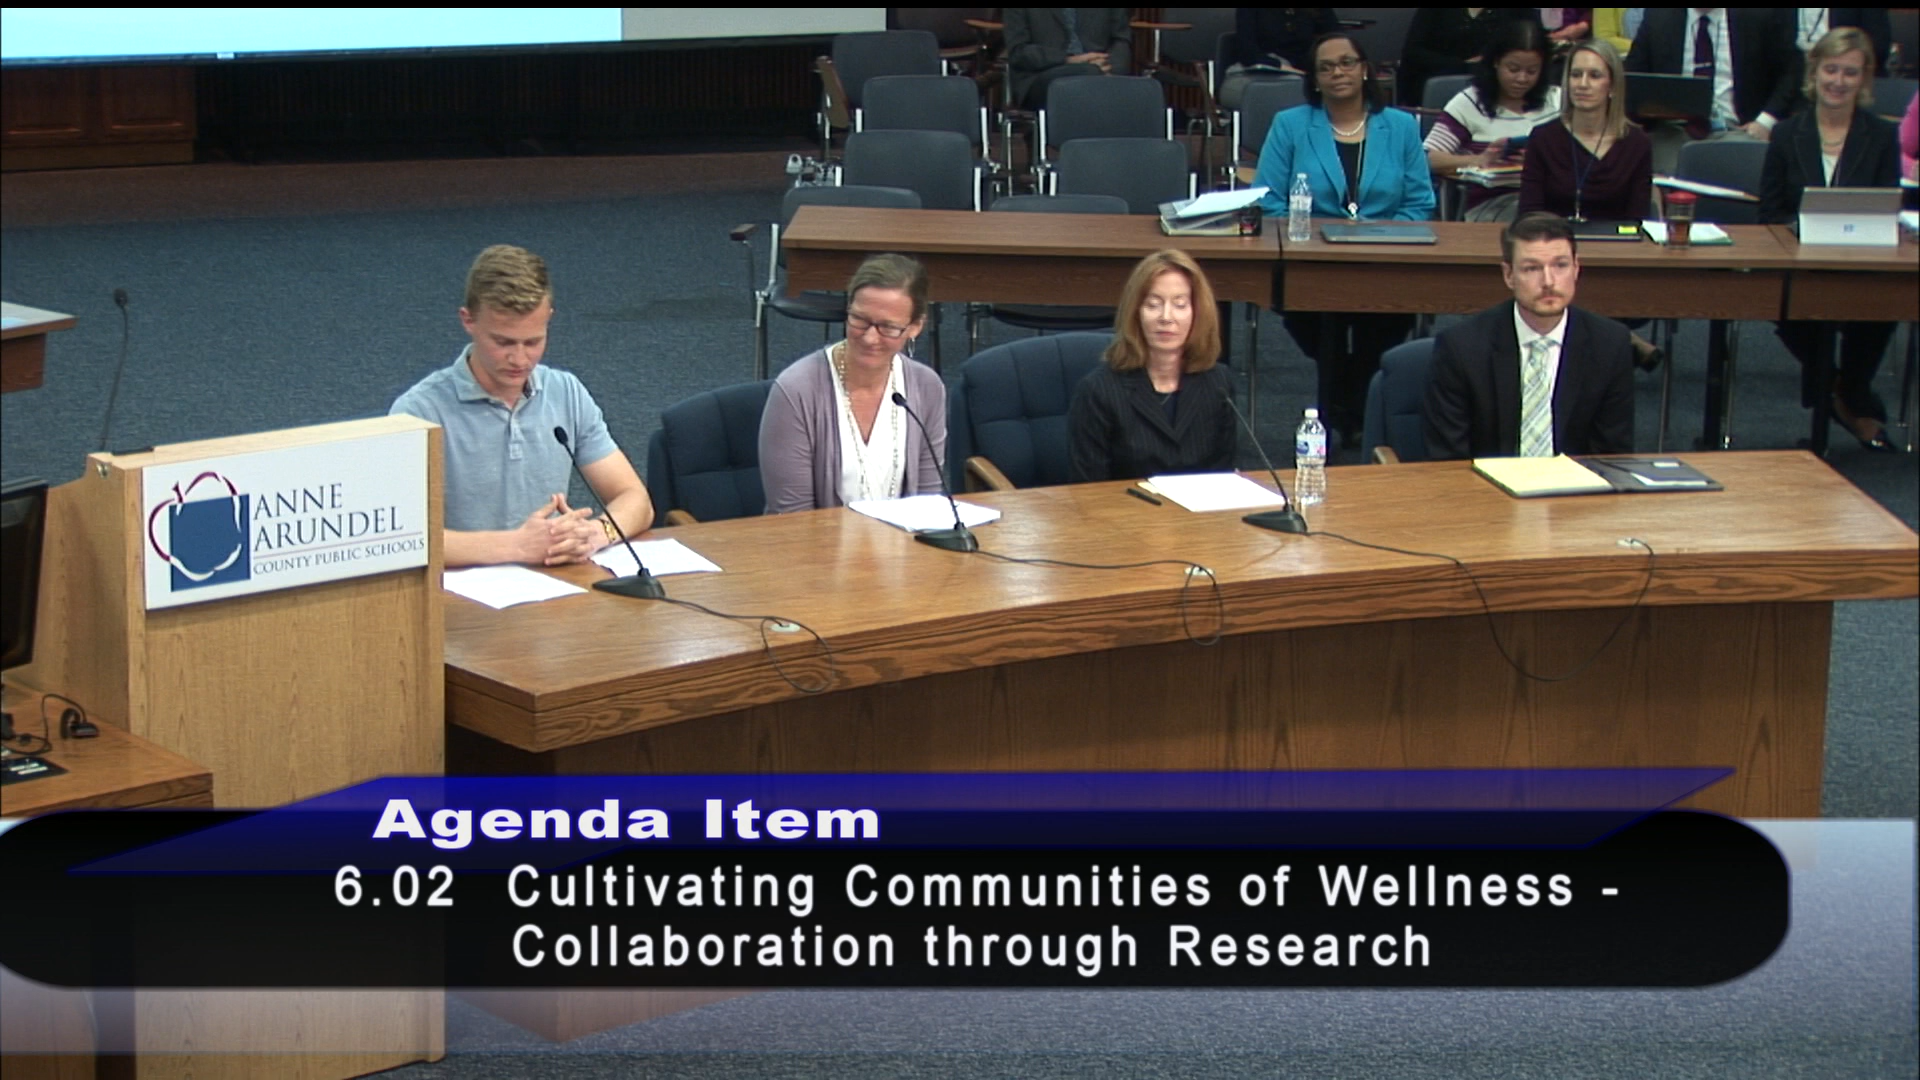 ANNE
ARUNDEL
COUNTY PUBLIC SCHOOLS
Agenda Item
6.02 Cultivating Communities of Wellness -
Collaboration through Research